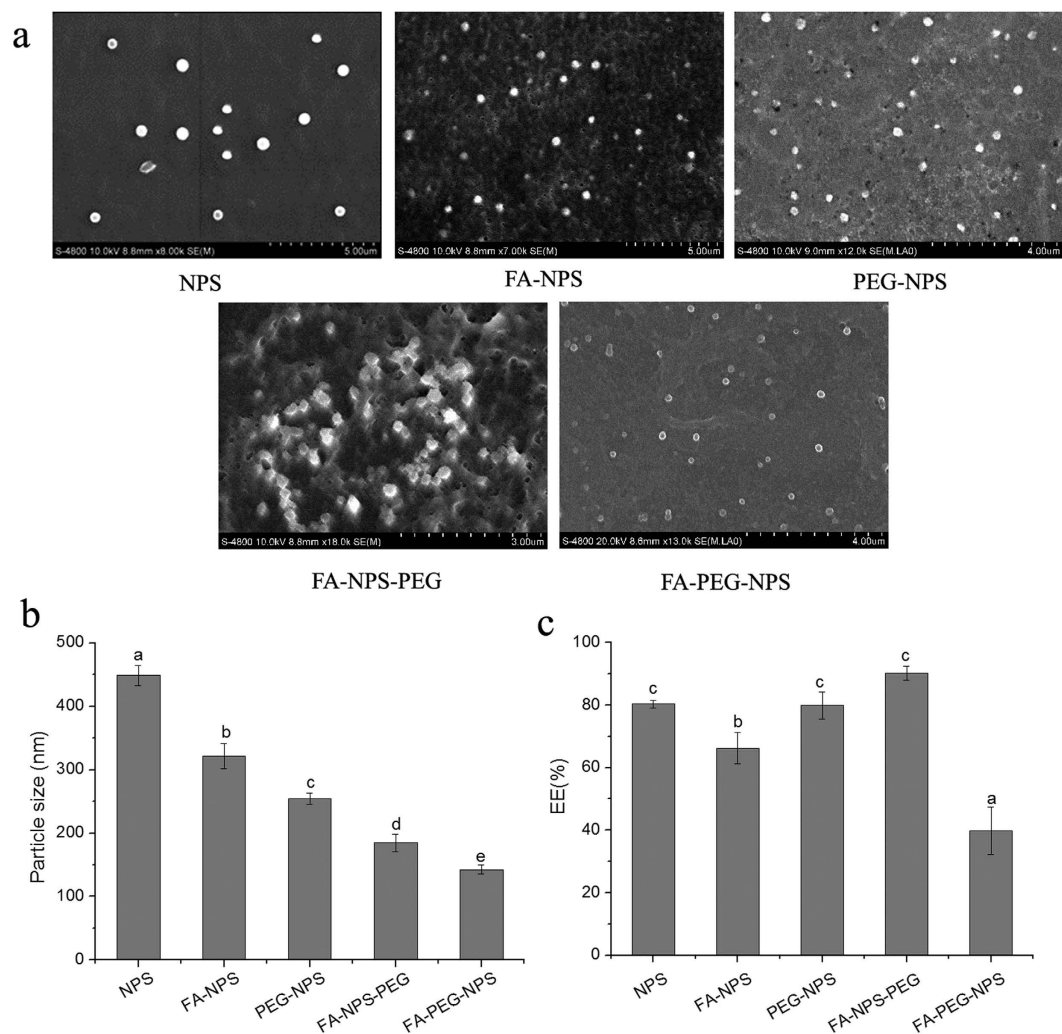 a
S-4800 10.0kV 8.8mm x8.00k SE(M) 5.00um
S-4800 10.0kV 8.8mm x7.00k SE(M) 5.00um
S-4800 10.0kV 9.0mm x12.0k SE(M,LA0) 4.00um
NPS
FA-NPS
PEG-NPS
S-4800 10.0kV 8.8mm x18.0k SE(M) 3.00um
S-4800 20.0kV 8.6mm x13.0k SE(M,LA0) 4.00um
FA-NPS-PEG
FA-PEG-NPS
b
Particle size (nm)
500
400
300
200
100
0
a
b
c
d
e
NPS
FA-NPS
PEG-NPS
FA-NPS-PEG
FA-PEG-NPS
c
EE(%)
100
80
60
40
20
0
c
b
c
c
a
NPS
FA-NPS
PEG-NPS
FA-NPS-PEG
FA-PEG-NPS